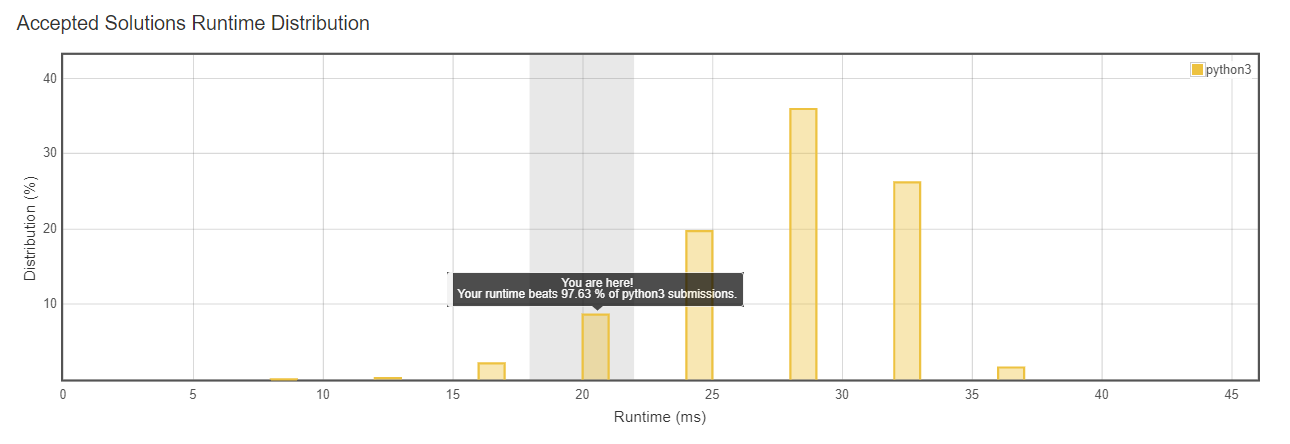 Accepted Solutions Runtime Distribution
python3
40
30
20
10
Distribution (%)
You are here!
Your runtime beats 97.63 % of python3 submissions.
0 5 10 15 20 25 30 35 40 45
Runtime (ms)